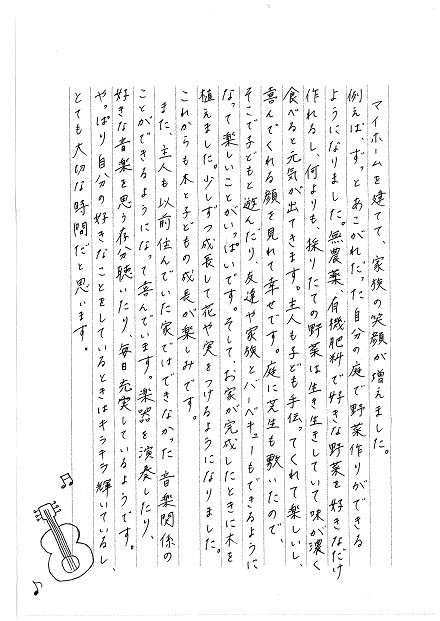 マイホームを建てて、家族の笑顔が増えました。
例えば、ずっとあこがれだった自分の庭で野菜作りができる
ようになりました。無農薬、有機肥料で好きな野菜を好きなだけ
作れるし、何よりも、採りたての野菜は生き生きしていて味が濃く
食べると元気が出てきます。主人も子ども手伝ってくれて楽しいし、
喜んでくれる顔を見れて幸せです。庭に芝生も敷いたので、
そこで子どもと遊んだり、友達や家族とバーベキューもできるように
なって楽しいことがいっぱいです。そして、お家が完成したときに木を
植えました。少しずつ成長して花や実をつけるようになりました。
これからも木と子どもの成長が楽しみです。
また、主人も以前住んでいた家ではできなかった音楽関係の
ことができるようになって喜んでいます。楽器を演奏したり、
好きな音楽を思う存分聴いたり、毎日充実しているようです。
やっぱり自分の好きなことをしているときはキラキラ輝いているし、
とても大切な時間だと思います。